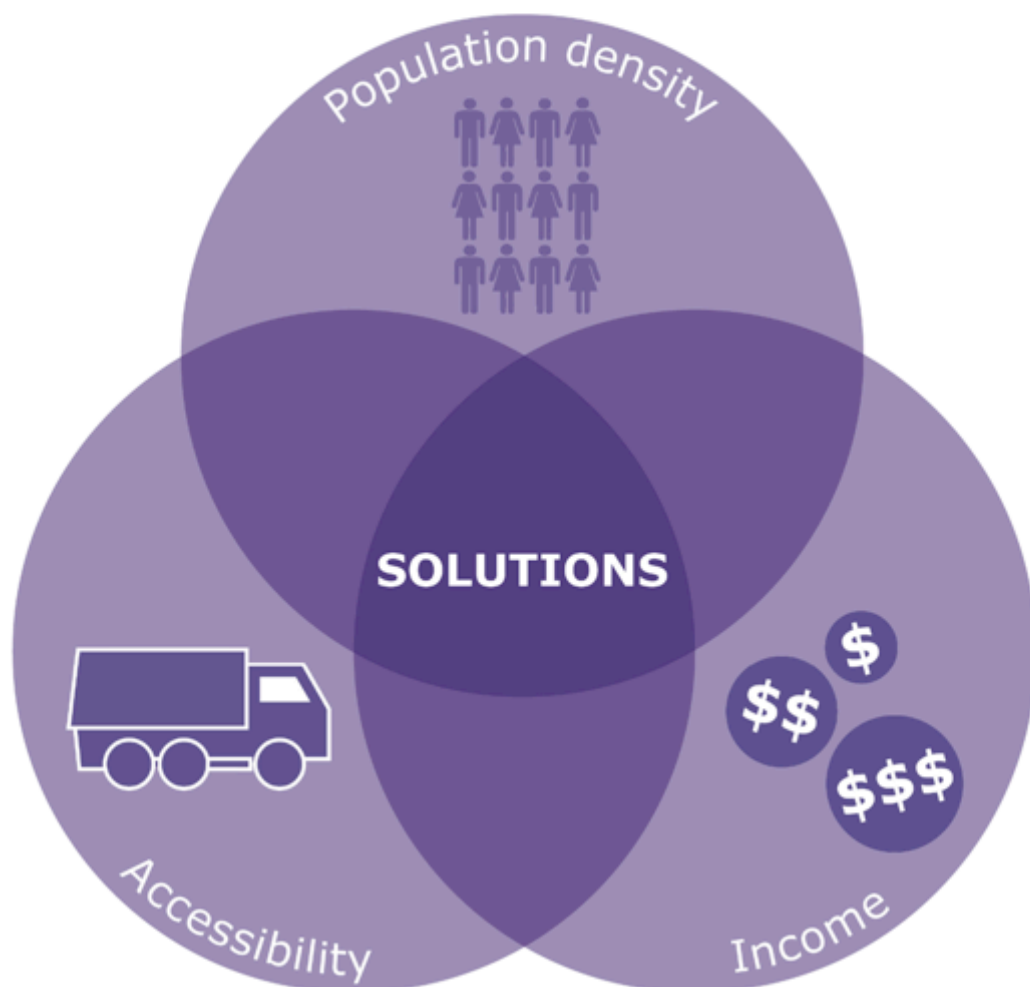 Population density
SOLUTIONS
$
$$
$$$
Accessibility
Income